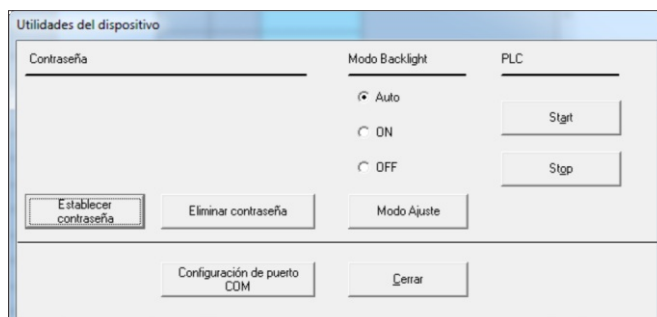 Utilidades del dispositivo
Contraseña
Modo Backlight
PLC
Auto
ON
OFF
Start
Stop
Establecer
contraseña
Eliminar contraseña
Modo Ajuste
Configuración de puerto
COM
Cerrar